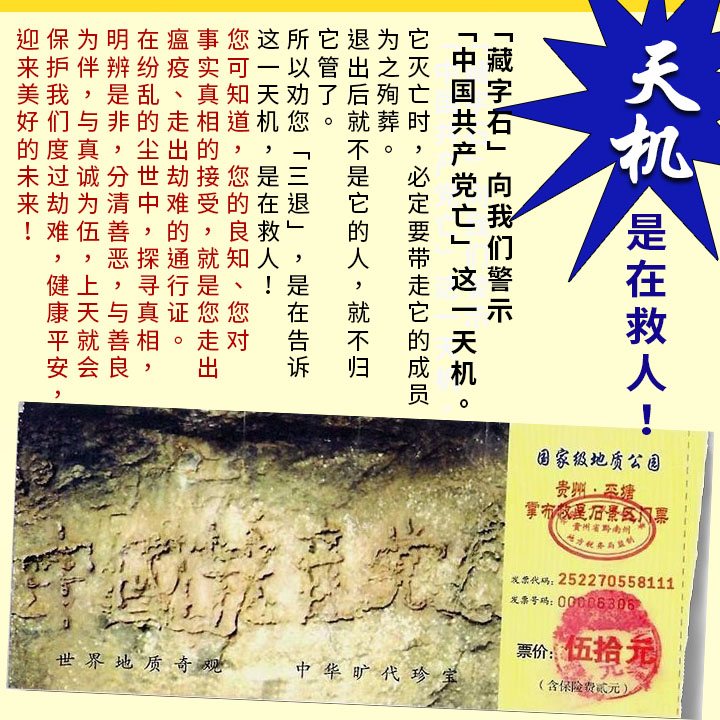 天机
是在救人！
「藏字石」向我们警示
「中国共产党亡」这一天机。
它灭亡时，必定要带走它的成员
为之殉葬。
退出后就不是它的人，就不归
它管了。
所以劝您「三退」，是在告诉
这一天机，是在救人！
您可知道，您的良知、您对
事实真相的接受，就是您走出
瘟疫、走出劫难的通行证。
在纷乱的尘世中，探寻真相，
明辨是非，分清善恶，与善良
为伴，与真诚为伍，上天就会
保护我们度过劫难，健康平安，
迎来美好的未来！
中国共产党亡
世界地质奇观 中华旷代珍宝
国家级地质公园
贵州·平塘
掌布藏字石景区门票
贵州省黔南州
地方税务局监制
发票代码：252270558111
发票号码：00006306
票价：伍拾元
（含保险费贰元）